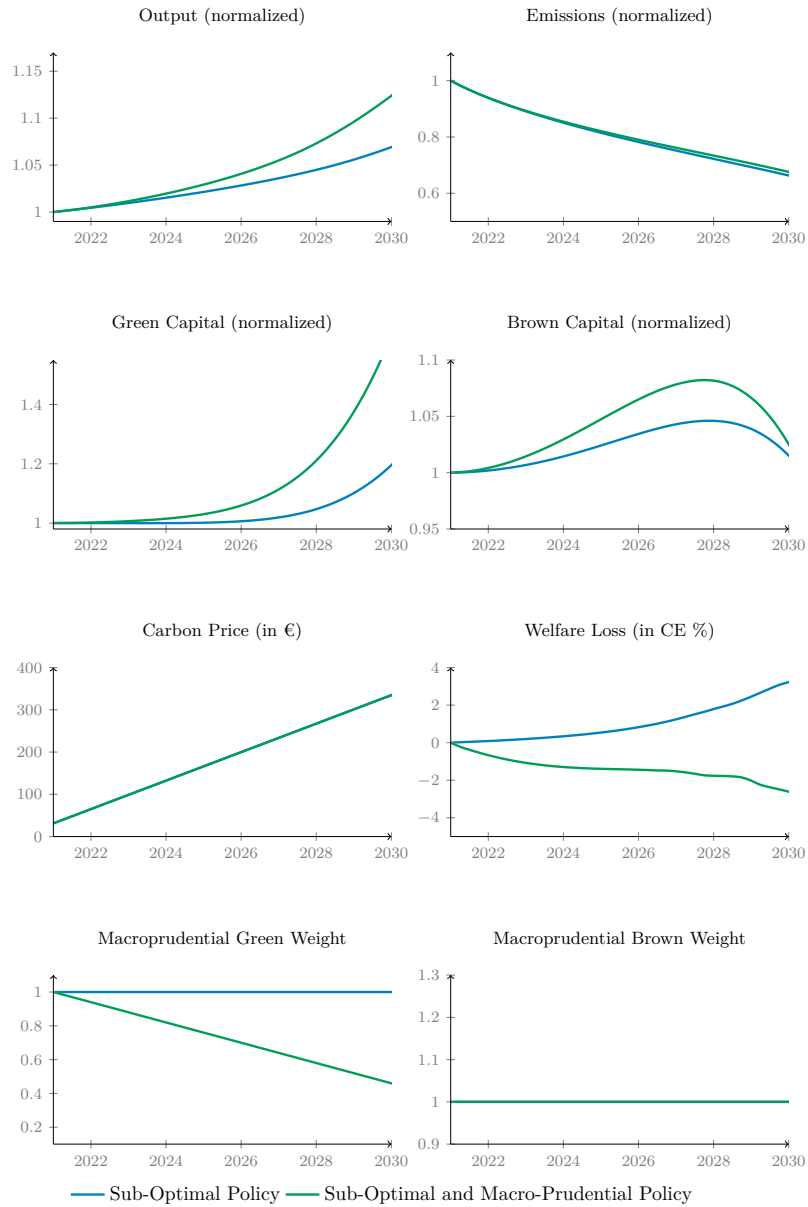 Output (normalized)
Emissions (normalized)
1.15
1.1
1.05
1
2022 2024 2026 2028 2030
1
0.8
0.6
2022 2024 2026 2028 2030
Green Capital (normalized)
Brown Capital (normalized)
1.4
1.2
1
2022 2024 2026 2028 2030
1.1
1.05
1
0.95
2022 2024 2026 2028 2030
Carbon Price (in €)
Welfare Loss (in CE %)
400
300
200
100
0
2022 2024 2026 2028 2030
4
2
0
−2
−4
2022 2024 2026 2028 2030
Macroprudential Green Weight
Macroprudential Brown Weight
1
0.8
0.6
0.4
0.2
2022 2024 2026 2028 2030
1.3
1.2
1.1
1
0.9
2022 2024 2026 2028 2030
Sub-Optimal Policy Sub-Optimal and Macro-Prudential Policy